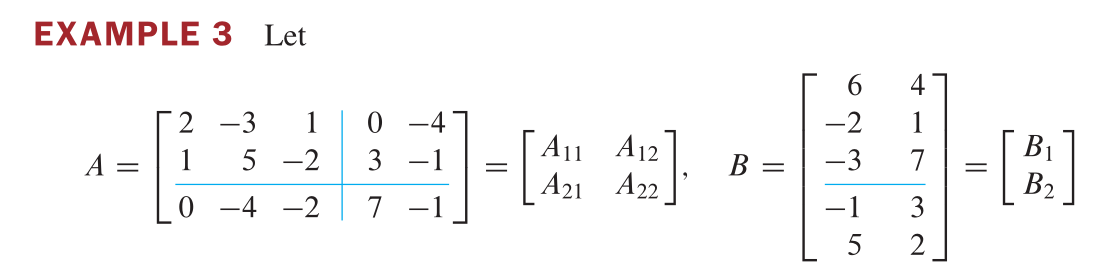 EXAMPLE 3 Let
A = [ 2 −3 1 | 0 −4 ; 1 5 −2 | 3 −1 ; 0 −4 −2 | 7 −1 ] = [ A₁₁ A₁₂ ; A₂₁ A₂₂ ], B = [ 6 4 ; −2 1 ; −3 7 ; −1 3 ; 5 2 ] = [ B₁ ; B₂ ]